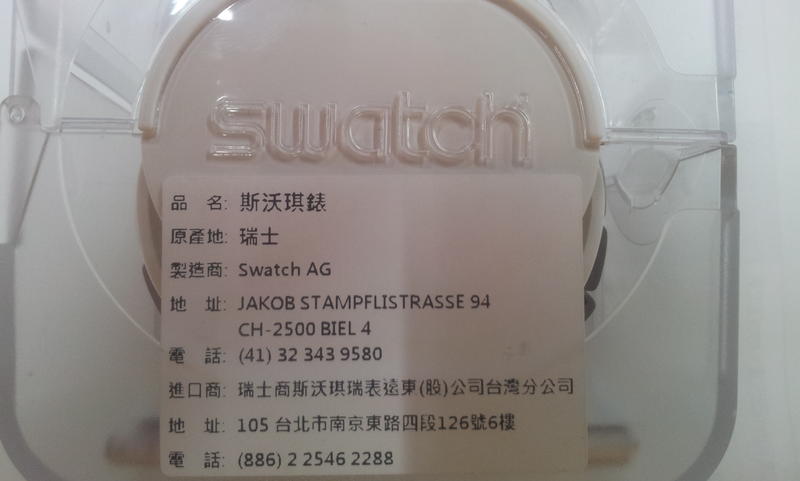 swatch
品 名: 斯沃琪錶
原產地: 瑞士
製造商: Swatch AG
地 址: JAKOB STAMPFLISTRASSE 94
CH-2500 BIEL 4
電 話: (41) 32 343 9580
進口商: 瑞士商斯沃琪瑞表遠東(股)公司台灣分公司
地 址: 105 台北市南京東路四段126號6樓
電 話: (886) 2 2546 2288